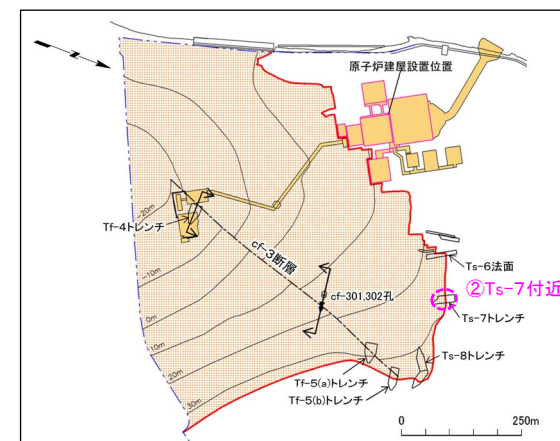 原子炉建屋設置位置
-20m
Tf-4トレンチ
-10m
cf-3断層
Ts-6法面
0m
cf-301,302孔
②Ts-7付近
Ts-7トレンチ
10m
20m
Ts-8トレンチ
Tf-5(a)トレンチ
30m
Tf-5(b)トレンチ
0 250m